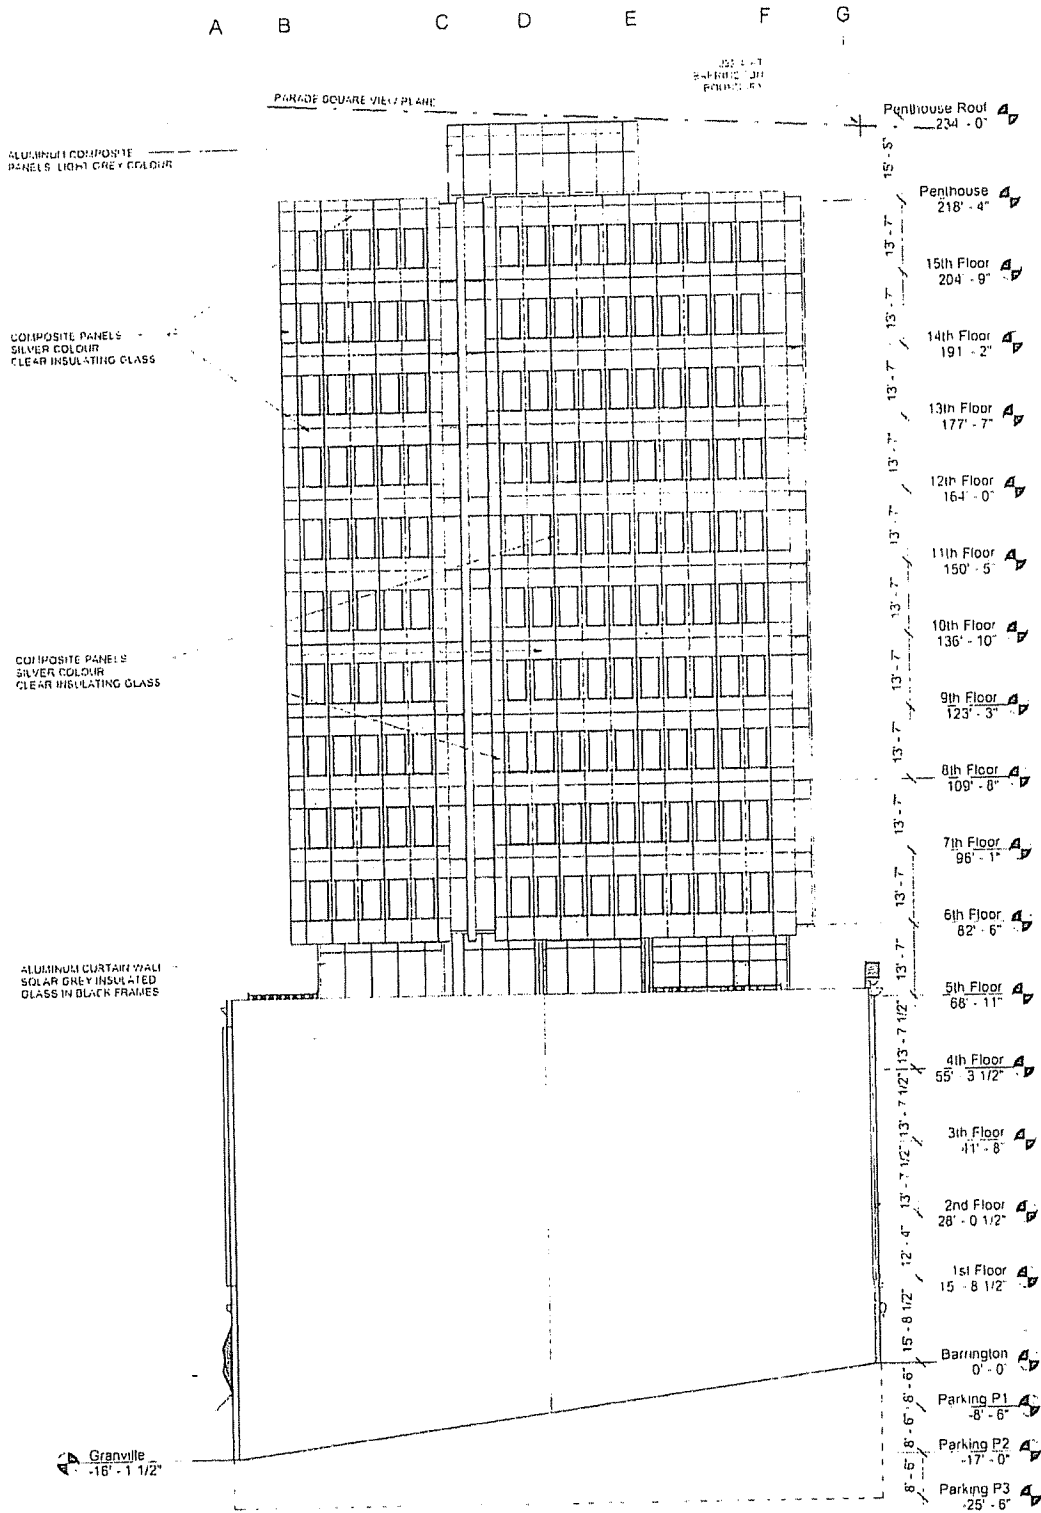 A B C D E F G
BARRINGTON
BOUNDARY
PARADE SQUARE VIEW PLANE
Penthouse Roof
234' - 0"
ALUMINUM COMPOSITE
PANELS LIGHT GREY COLOUR
15' - 5"
Penthouse
218' - 4"
13' - 7"
15th Floor
204' - 9"
13' - 7"
COMPOSITE PANELS
SILVER COLOUR
CLEAR INSULATING GLASS
14th Floor
191' - 2"
13' - 7"
13th Floor
177' - 7"
13' - 7"
12th Floor
164' - 0"
13' - 7"
11th Floor
150' - 5"
13' - 7"
10th Floor
136' - 10"
COMPOSITE PANELS
SILVER COLOUR
CLEAR INSULATING GLASS
13' - 7"
9th Floor
123' - 3"
13' - 7"
8th Floor
109' - 8"
13' - 7"
7th Floor
96' - 1"
13' - 7"
6th Floor
82' - 6"
13' - 7"
ALUMINUM CURTAIN WALL
SOLAR GREY INSULATED
GLASS IN BLACK FRAMES
5th Floor
68' - 11"
13' - 7 1/2"
4th Floor
55' - 3 1/2"
13' - 7 1/2"
3th Floor
41' - 8"
13' - 7 1/2"
2nd Floor
28' - 0 1/2"
12' - 4"
1st Floor
15 - 8 1/2"
15' - 8 1/2"
Barrington
0' - 0"
8' - 6"
Parking P1
-8' - 6"
8' - 6"
Parking P2
-17' - 0"
8' - 6"
Parking P3
-25' - 6"
Granville
-16' - 1 1/2"